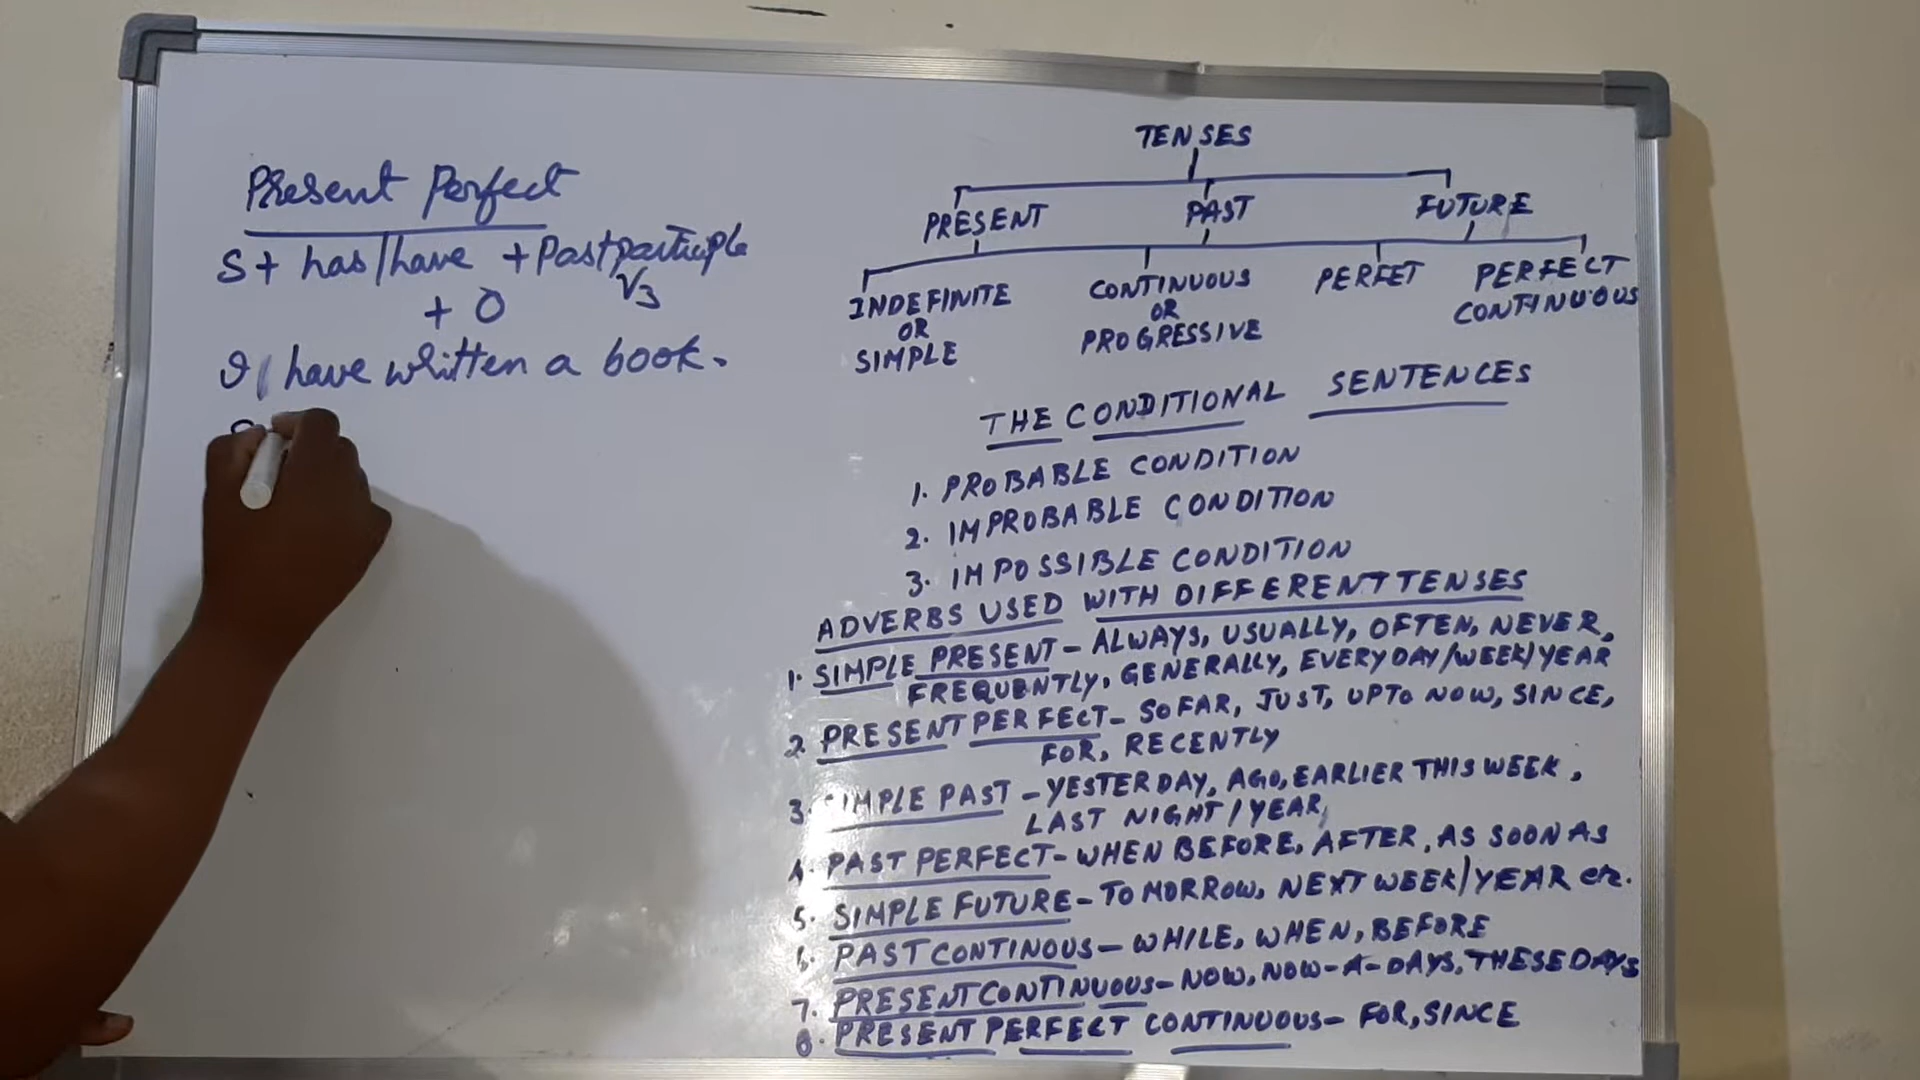 Present Perfect
S + has/have + Past participle
V3
+ O
I have written a book.
TENSES
PRESENT PAST FUTURE
INDEFINITE OR SIMPLE
CONTINUOUS OR PROGRESSIVE
PERFET
PERFECT CONTINUOUS
THE CONDITIONAL SENTENCES
1. PROBABLE CONDITION
2. IMPROBABLE CONDITION
3. IMPOSSIBLE CONDITION
ADVERBS USED WITH DIFFERENT TENSES
1. SIMPLE PRESENT - ALWAYS, USUALLY, OFTEN, NEVER,
FREQUENTLY, GENERALLY, EVERYDAY/WEEK/YEAR
2. PRESENT PERFECT - SO FAR, JUST, UPTO NOW, SINCE,
FOR, RECENTLY
3. SIMPLE PAST - YESTERDAY, AGO, EARLIER THIS WEEK,
LAST NIGHT/YEAR,
4. PAST PERFECT - WHEN BEFORE, AFTER, AS SOON AS
5. SIMPLE FUTURE - TOMORROW, NEXT WEEK/YEAR etc.
6. PAST CONTINOUS - WHILE, WHEN, BEFORE
7. PRESENT CONTINUOUS - NOW, NOW-A-DAYS, THESE DAYS
8. PRESENT PERFECT CONTINUOUS - FOR, SINCE